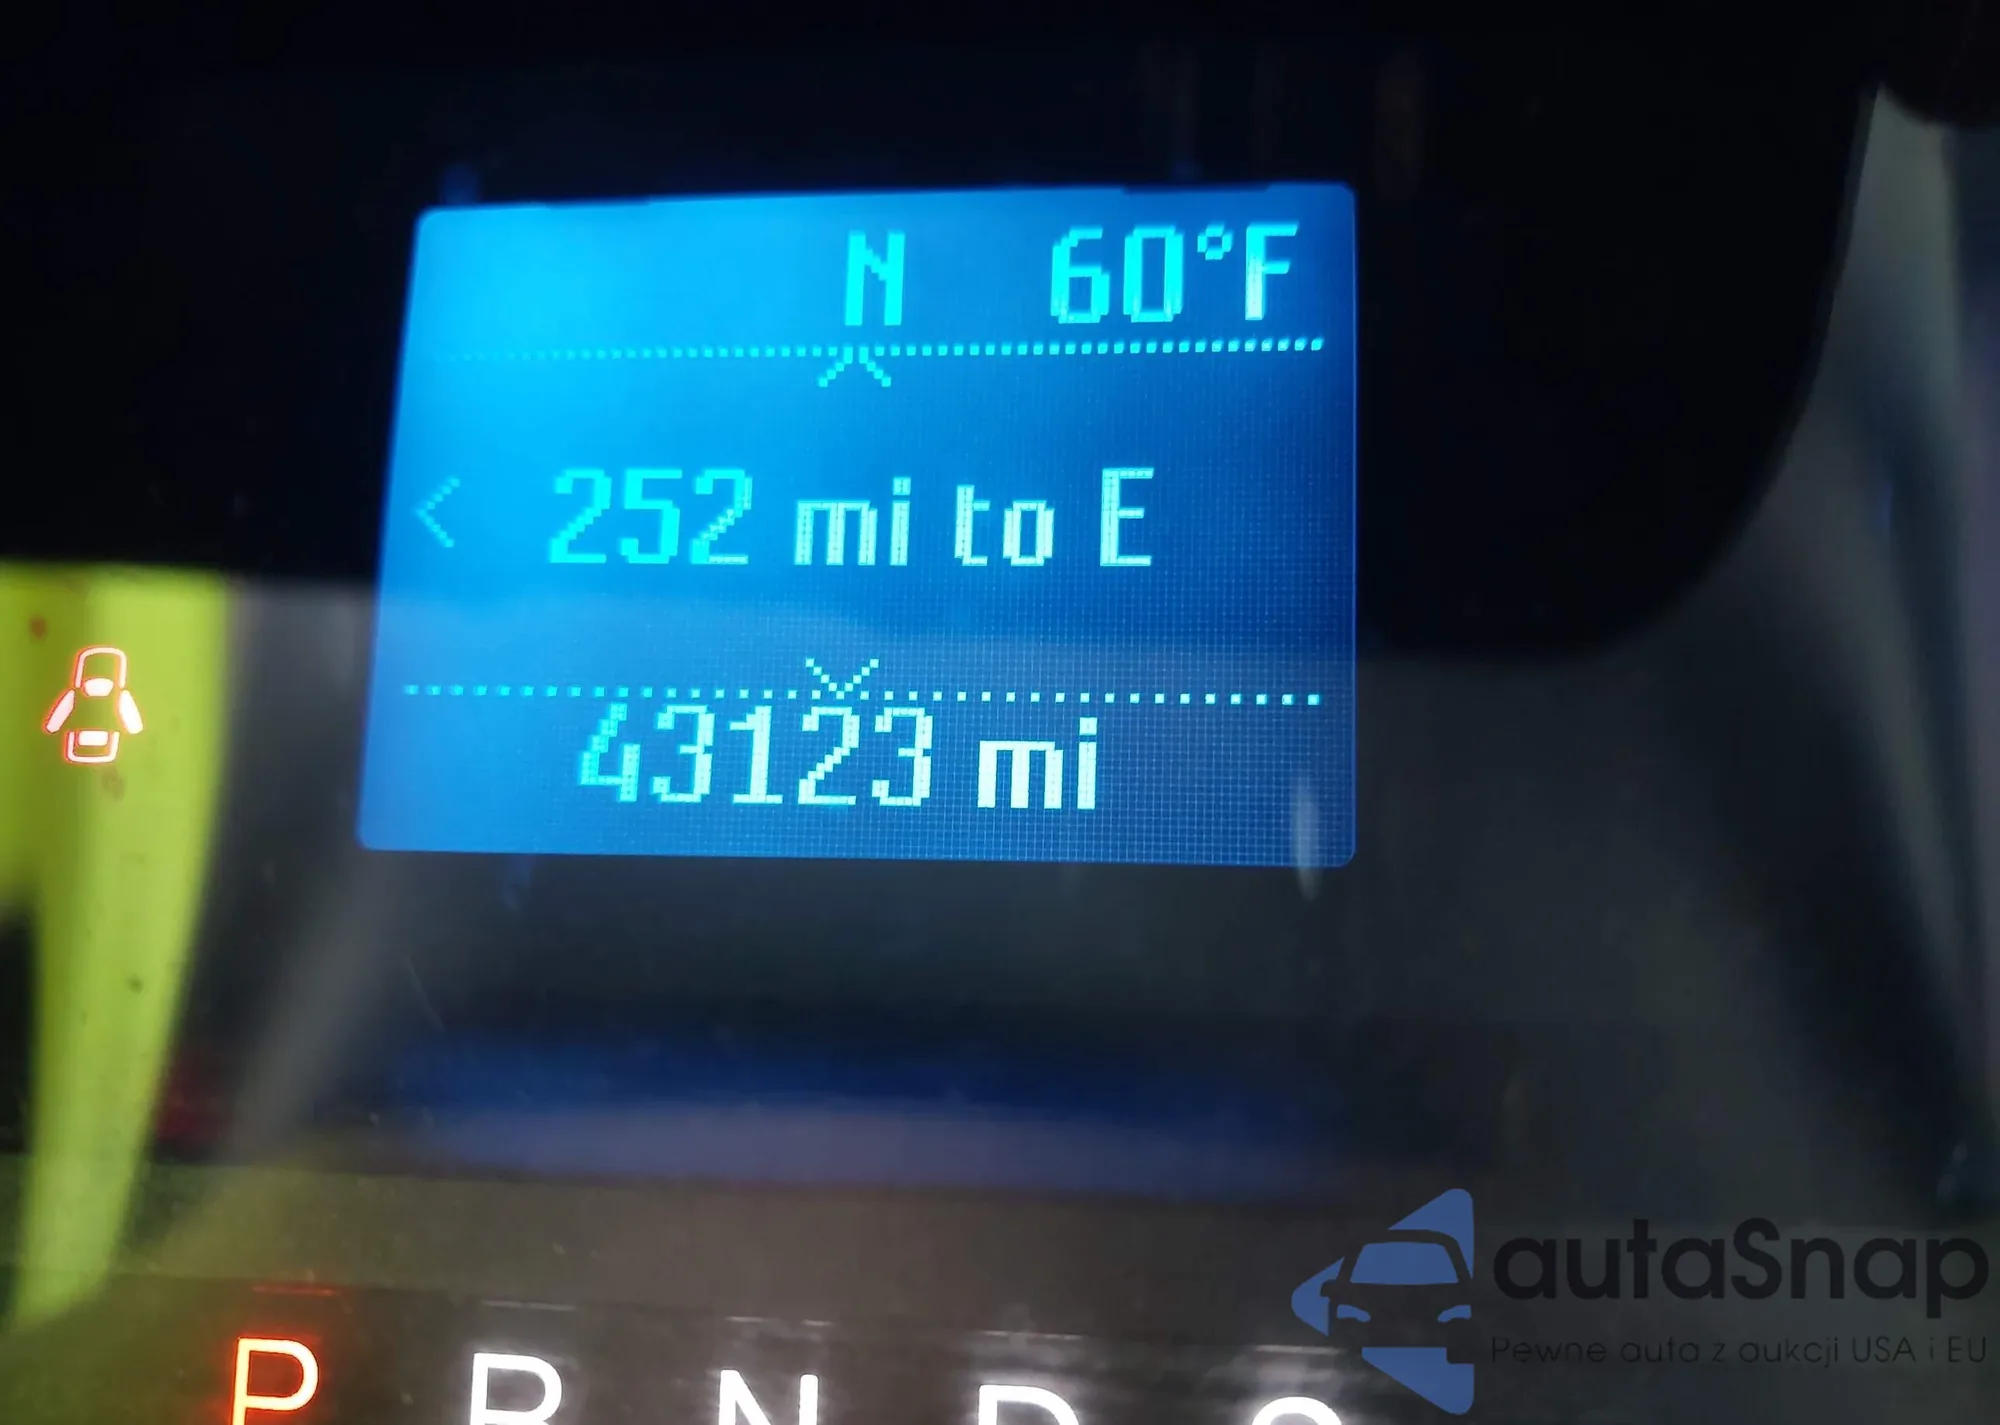 N 60°F
< 252 mi to E
43123 mi
P R N D
autaSnap
Pewne auta z aukcji USA i EU